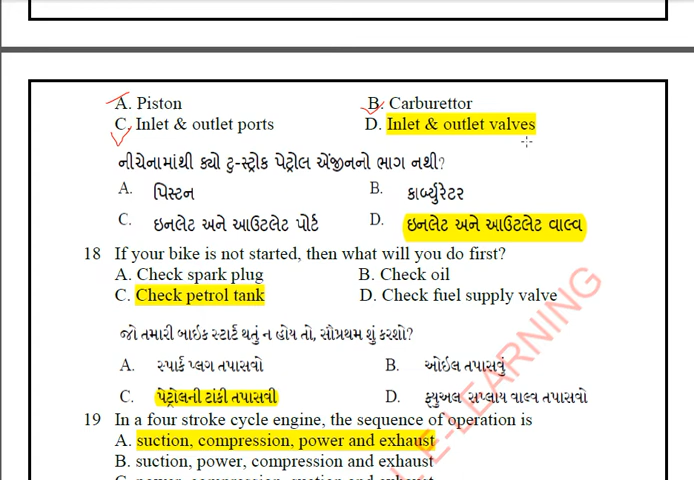 A. Piston B. Carburettor
C. Inlet & outlet ports D. Inlet & outlet valves
નીચેનામાંથી ક્યો ટુ-સ્ટ્રોક પેટ્રોલ એંજીનનો ભાગ નથી?
A. પિસ્ટન B. કાર્બ્યુરેટર
C. ઇનલેટ અને આઉટલેટ પોર્ટ D. ઇનલેટ અને આઉટલેટ વાલ્વ
18 If your bike is not started, then what will you do first?
A. Check spark plug B. Check oil
C. Check petrol tank D. Check fuel supply valve
જો તમારી બાઇક સ્ટાર્ટ થતું ન હોય તો, સૌપ્રથમ શું કરશો?
A. સ્પાર્ક પ્લગ તપાસવો B. ઓઇલ તપાસવું
C. પેટ્રોલની ટાંકી તપાસવી D. ફ્યુઅલ સપ્લાય વાલ્વ તપાસવો
19 In a four stroke cycle engine, the sequence of operation is
A. suction, compression, power and exhaust
B. suction, power, compression and exhaust
E-LEARNING